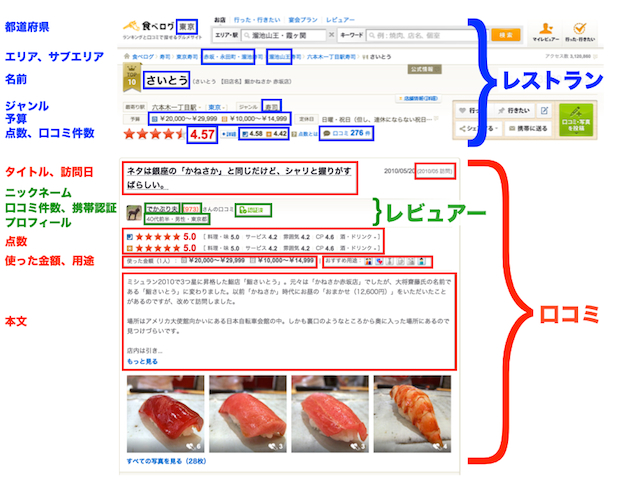 都道府県
エリア、サブエリア
名前
ジャンル
予算
点数、口コミ件数
タイトル、訪問日
ニックネーム
口コミ件数、携帯認証
プロフィール
点数
使った金額、用途
本文
食べログ 東京
ランキングと口コミで探せるグルメサイト
お店 行った・行きたい 宴会プラン レビュアー
エリア・駅 溜池山王・霞ヶ関 キーワード 例:焼肉、店名、個室 検索
マイレビュアー 行った・行きたい
食べログ 寿司 東京寿司 赤坂・永田町・溜池寿司 溜池山王寿司 六本木一丁目駅寿司 さいとう
アクセス数
公式情報
TOP 10 さいとう (さいとう 【旧店名】鮨かねさか 赤坂店)
店舗情報(詳細)
最寄り駅 六本木一丁目駅 - 東京 - ジャンル 寿司
予算 ¥20,000~¥29,999 ¥10,000~¥14,999 定休日 日曜・祝日(但し、連休にならない祝日…
4.57 詳細 4.58 4.42 点数とは 口コミ 276 件
行った 行きたい
シェアする 携帯に送る
口コミ・写真を投稿
レストラン
ネタは銀座の「かねさか」と同じだけど、シャリと握りがすばらしい。
2010/05/20 (2010/05 訪問)
でかぷり夫 (973) さんの口コミ 認証済
40代前半・男性・東京都
レビュアー
5.0 [ 料理・味 5.0 サービス 4.2 雰囲気 4.2 CP 4.6 酒・ドリンク - ]
5.0 [ 料理・味 5.0 サービス 4.2 雰囲気 4.2 CP 4.7 酒・ドリンク - ]
使った金額(1人) ¥20,000~¥29,999 ¥10,000~¥14,999 おすすめ用途:
ミシュラン2010で3つ星に昇格した鮨店「鮨さいとう」。元々は「かねさか赤坂店」でしたが、大将齊藤氏の名前
である「鮨さいとう」に変わりました。以前「かねさか」時代にお昼の「おまかせ(12,600円)」をいただいたこと
があるのですが、改めて訪問しました。
場所はアメリカ大使館向かいにある日本自転車会館の中。しかも裏口のようなところから奥に入った場所にあるので
見つけづらいです。
店内は引き...
もっと見る
口コミ
6
3
3
4
すべての写真を見る(28枚)